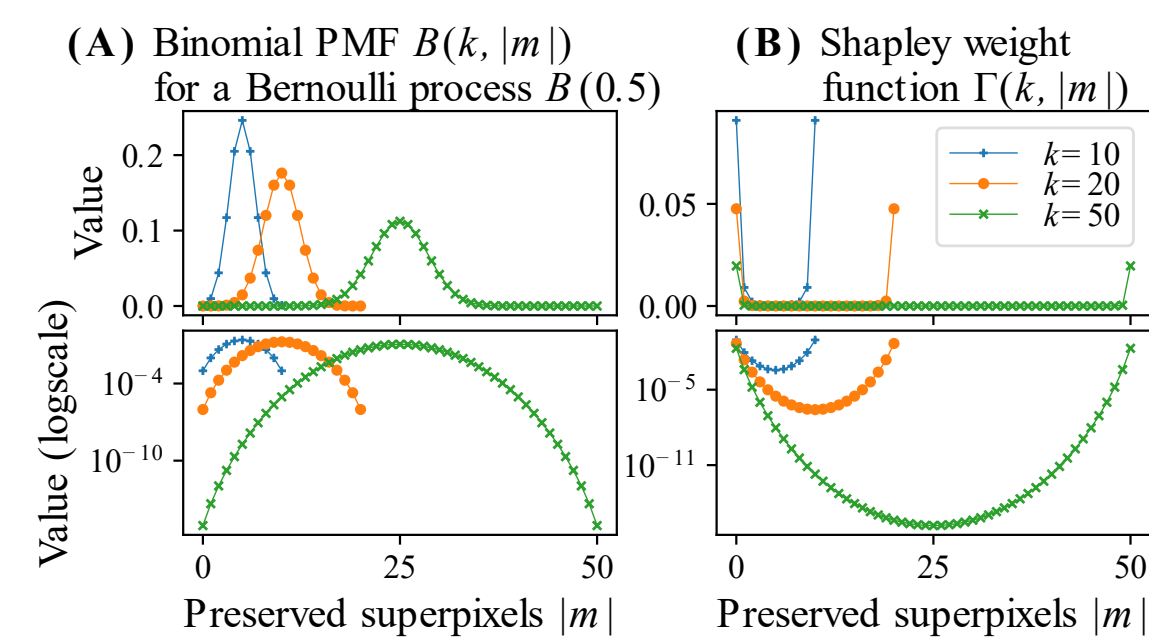 (A) Binomial PMF B(k, |m|)
for a Bernoulli process B(0.5)
(B) Shapley weight
function Γ(k, |m|)
Value
0.2
0.1
0.0
0.05
0.00
k= 10
k= 20
k= 50
Value (logscale)
10⁻⁴
10⁻¹⁰
10⁻⁵
10⁻¹¹
0 25 50
0 25 50
Preserved superpixels |m|
Preserved superpixels |m|